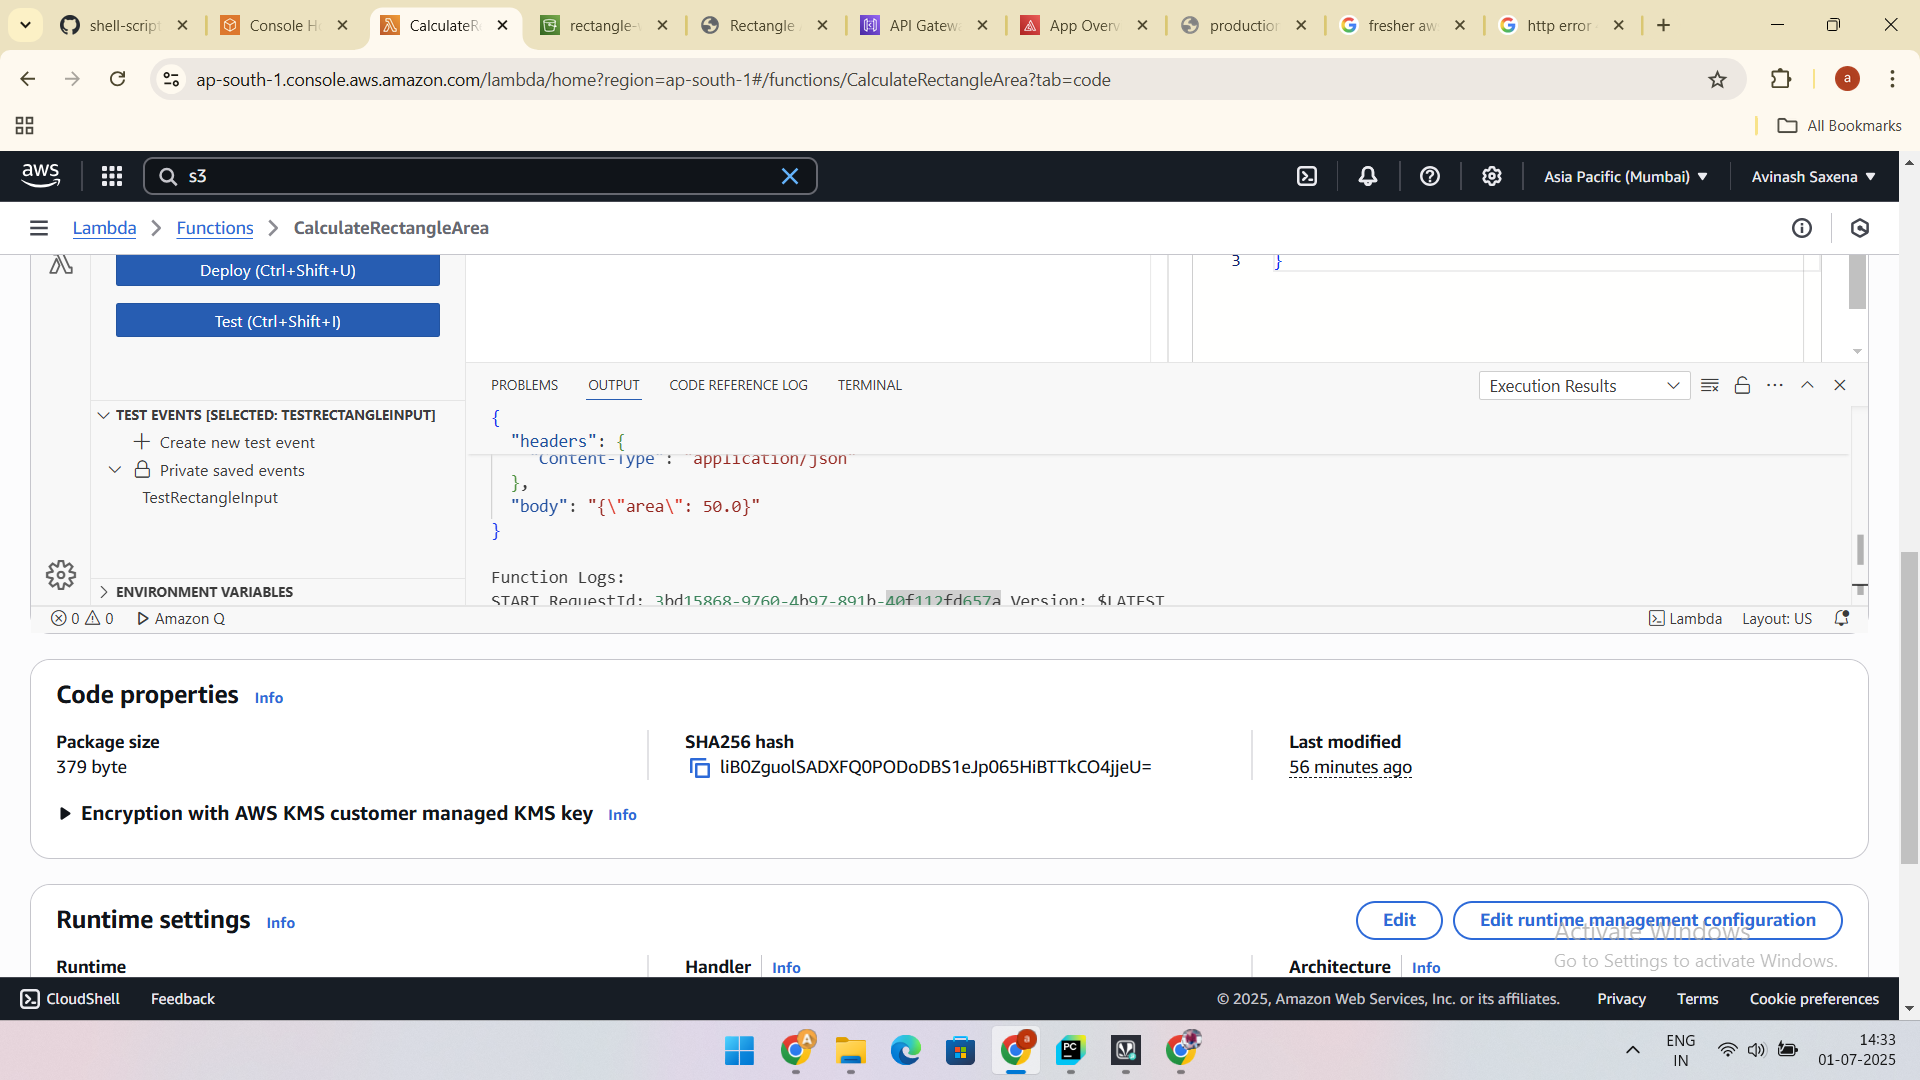 shell-script
Console H
CalculateRe
rectangle-
Rectangle
API Gatewa
App Overv
production
fresher aw
http error
ap-south-1.console.aws.amazon.com/lambda/home?region=ap-south-1#/functions/CalculateRectangleArea?tab=code
a
All Bookmarks
aws
s3
Asia Pacific (Mumbai)
Avinash Saxena
Lambda
Functions
CalculateRectangleArea
Deploy (Ctrl+Shift+U)
3 }
Test (Ctrl+Shift+I)
PROBLEMS
OUTPUT
CODE REFERENCE LOG
TERMINAL
Execution Results
TEST EVENTS [SELECTED: TESTRECTANGLEINPUT]
Create new test event
Private saved events
TestRectangleInput
ENVIRONMENT VARIABLES
{
"headers": {
"Content-Type": "application/json"
},
"body": "{\"area\": 50.0}"
}
Function Logs:
START RequestId: 3bd15868-9760-4b97-891b-40f112fd657a Version: $LATEST
0
0
Amazon Q
Lambda
Layout: US
Code properties
Info
Package size
379 byte
SHA256 hash
liB0ZguolSADXFQ0PODoDBS1eJp065HiBTTkCO4jjeU=
Last modified
56 minutes ago
Encryption with AWS KMS customer managed KMS key
Info
Runtime settings
Info
Edit
Edit runtime management configuration
Activate Windows
Go to Settings to activate Windows.
Runtime
Handler
Info
Architecture
Info
CloudShell
Feedback
© 2025, Amazon Web Services, Inc. or its affiliates.
Privacy
Terms
Cookie preferences
A
a
PC
ENG
IN
14:33
01-07-2025